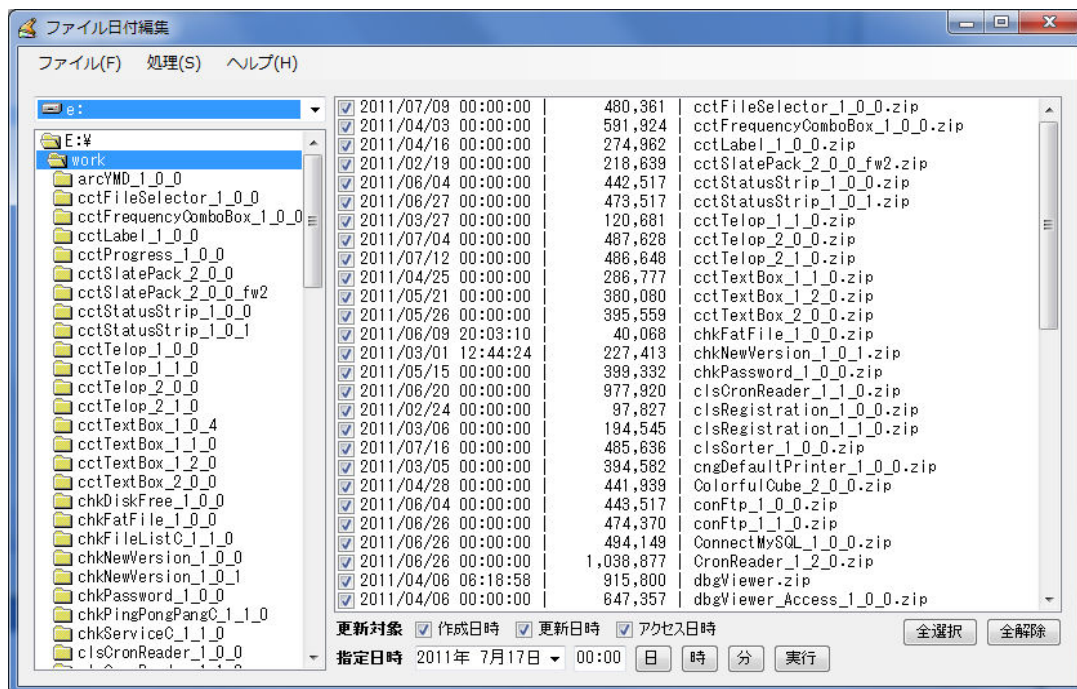 ファイル日付編集
ファイル(F) 処理(S) ヘルプ(H)
e:
E:¥
work
arcYMD_1_0_0
cctFileSelector_1_0_0
cctFrequencyComboBox_1_0_0
cctLabel_1_0_0
cctProgress_1_0_0
cctSlatePack_2_0_0
cctSlatePack_2_0_0_fw2
cctStatusStrip_1_0_0
cctStatusStrip_1_0_1
cctTelop_1_0_0
cctTelop_1_1_0
cctTelop_2_0_0
cctTelop_2_1_0
cctTextBox_1_0_4
cctTextBox_1_1_0
cctTextBox_1_2_0
cctTextBox_2_0_0
chkDiskFree_1_0_0
chkFatFile_1_0_0
chkFileListC_1_1_0
chkNewVersion_1_0_0
chkNewVersion_1_0_1
chkPassword_1_0_0
chkPingPongPangC_1_1_0
chkServiceC_1_1_0
clsCronReader_1_0_0
2011/07/09 00:00:00 | 480,361 | cctFileSelector_1_0_0.zip
2011/04/03 00:00:00 | 591,924 | cctFrequencyComboBox_1_0_0.zip
2011/04/16 00:00:00 | 274,962 | cctLabel_1_0_0.zip
2011/02/19 00:00:00 | 218,639 | cctSlatePack_2_0_0_fw2.zip
2011/06/04 00:00:00 | 442,517 | cctStatusStrip_1_0_0.zip
2011/06/27 00:00:00 | 473,517 | cctStatusStrip_1_0_1.zip
2011/03/27 00:00:00 | 120,681 | cctTelop_1_1_0.zip
2011/07/04 00:00:00 | 487,628 | cctTelop_2_0_0.zip
2011/07/12 00:00:00 | 486,648 | cctTelop_2_1_0.zip
2011/04/25 00:00:00 | 286,777 | cctTextBox_1_1_0.zip
2011/05/21 00:00:00 | 380,080 | cctTextBox_1_2_0.zip
2011/05/26 00:00:00 | 395,559 | cctTextBox_2_0_0.zip
2011/06/09 20:03:10 | 40,068 | chkFatFile_1_0_0.zip
2011/03/01 12:44:24 | 227,413 | chkNewVersion_1_0_1.zip
2011/05/15 00:00:00 | 399,332 | chkPassword_1_0_0.zip
2011/06/20 00:00:00 | 977,920 | clsCronReader_1_1_0.zip
2011/02/24 00:00:00 | 97,827 | clsRegistration_1_0_0.zip
2011/03/06 00:00:00 | 194,545 | clsRegistration_1_1_0.zip
2011/07/16 00:00:00 | 485,636 | clsSorter_1_0_0.zip
2011/03/05 00:00:00 | 394,582 | cngDefaultPrinter_1_0_0.zip
2011/04/28 00:00:00 | 441,939 | ColorfulCube_2_0_0.zip
2011/06/04 00:00:00 | 443,517 | conFtp_1_0_0.zip
2011/06/26 00:00:00 | 474,370 | conFtp_1_1_0.zip
2011/06/26 00:00:00 | 494,149 | ConnectMySQL_1_0_0.zip
2011/06/26 00:00:00 | 1,038,877 | CronReader_1_2_0.zip
2011/04/06 06:18:58 | 915,800 | dbgViewer.zip
2011/04/06 00:00:00 | 647,357 | dbgViewer_Access_1_0_0.zip
更新対象 作成日時 更新日時 アクセス日時 全選択 全解除
指定日時 2011年 7月17日 00:00 日 時 分 実行